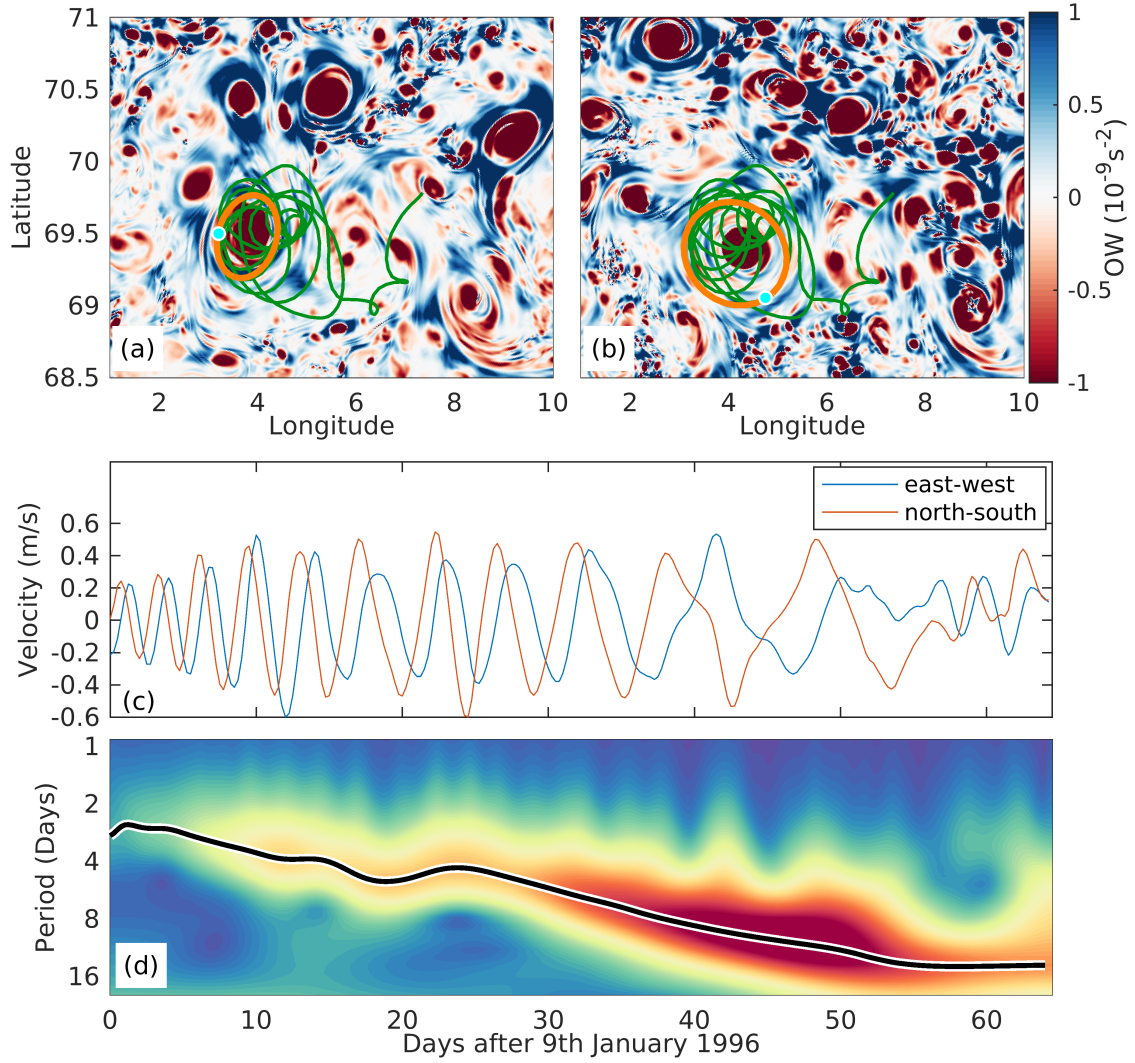 71
70.5
70
69.5
69
68.5
Latitude
(a)
2 4 6 8 10
Longitude
(b)
2 4 6 8 10
Longitude
1
0.5
0
-0.5
-1
OW (10⁻⁹s⁻²)
0.6
0.4
0.2
0
-0.2
-0.4
-0.6
Velocity (m/s)
east-west
north-south
(c)
1
2
4
8
16
Period (Days)
(d)
0 10 20 30 40 50 60
Days after 9th January 1996